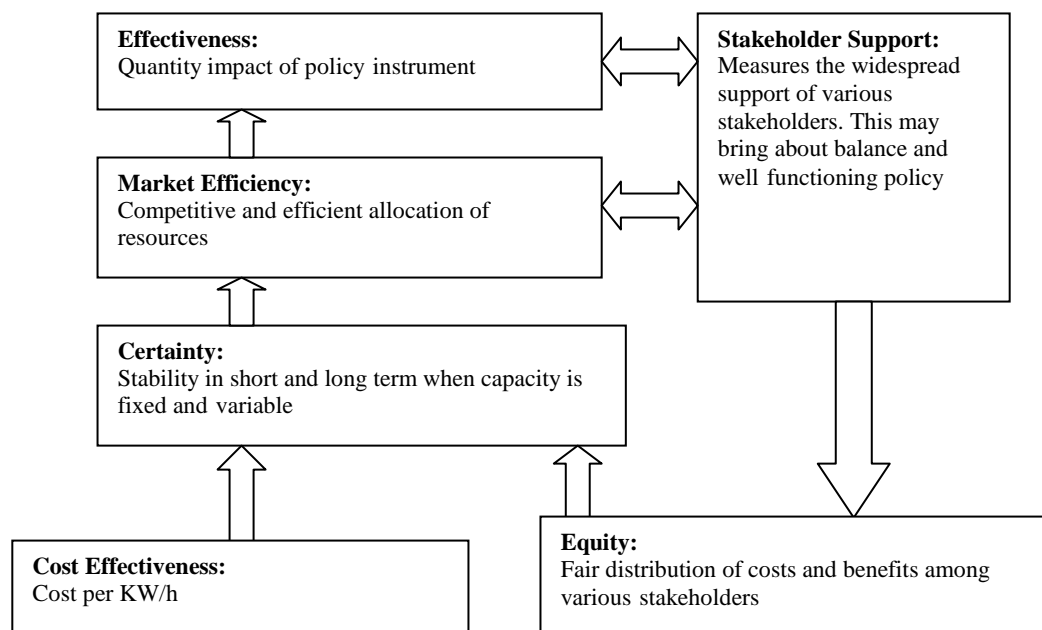 Effectiveness:
Quantity impact of policy instrument
Stakeholder Support:
Measures the widespread
support of various
stakeholders. This may
bring about balance and
well functioning policy
Market Efficiency:
Competitive and efficient allocation of
resources
Certainty:
Stability in short and long term when capacity is
fixed and variable
Cost Effectiveness:
Cost per KW/h
Equity:
Fair distribution of costs and benefits among
various stakeholders